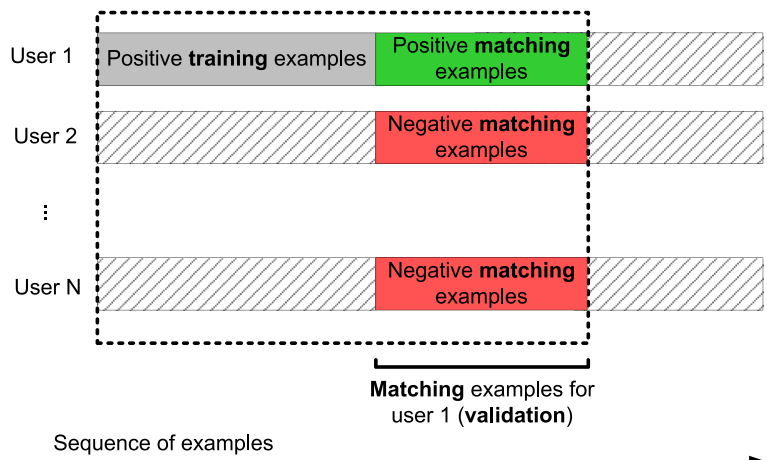 User 1
Positive training examples
Positive matching
examples
User 2
Negative matching
examples
...
User N
Negative matching
examples
Matching examples for
user 1 (validation)
Sequence of examples